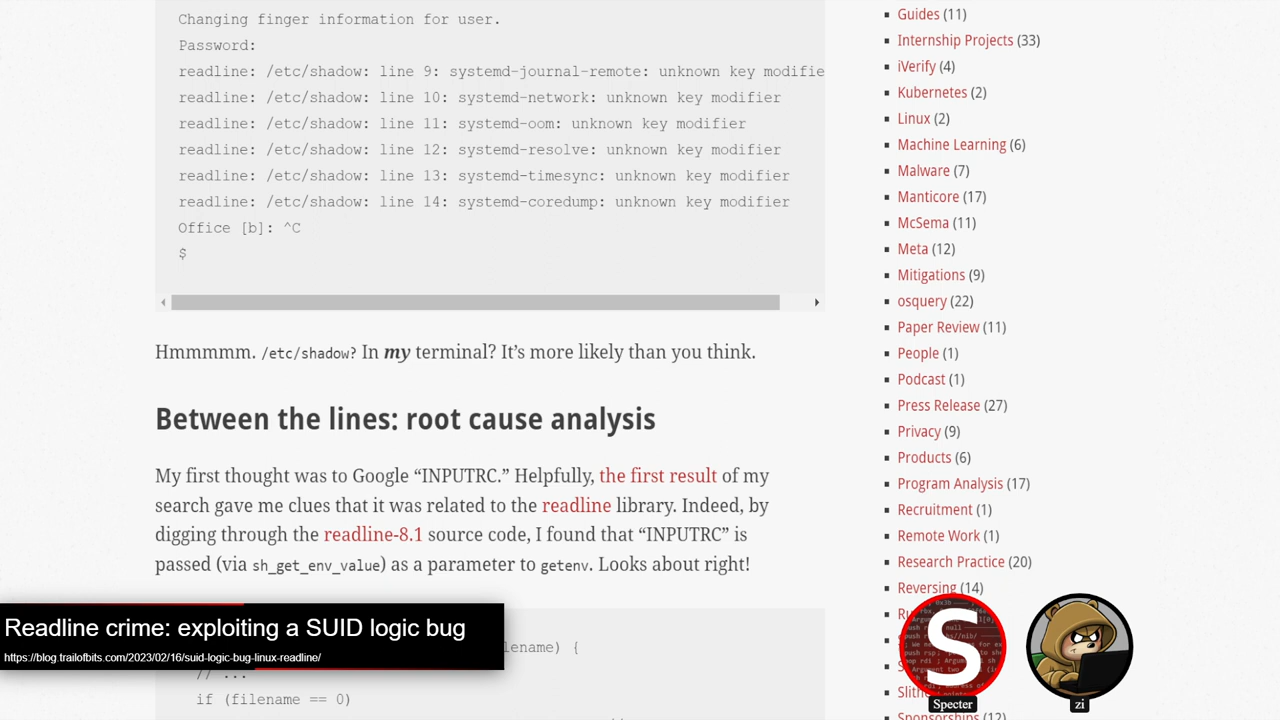 Changing finger information for user.
Password:
readline: /etc/shadow: line 9: systemd-journal-remote: unknown key modifie
readline: /etc/shadow: line 10: systemd-network: unknown key modifier
readline: /etc/shadow: line 11: systemd-oom: unknown key modifier
readline: /etc/shadow: line 12: systemd-resolve: unknown key modifier
readline: /etc/shadow: line 13: systemd-timesync: unknown key modifier
readline: /etc/shadow: line 14: systemd-coredump: unknown key modifier
Office [b]: ^C
$
Hmmmmm. /etc/shadow? In my terminal? It’s more likely than you think.
Between the lines: root cause analysis
My first thought was to Google “INPUTRC.” Helpfully, the first result of my
search gave me clues that it was related to the readline library. Indeed, by
digging through the readline-8.1 source code, I found that “INPUTRC” is
passed (via sh_get_env_value) as a parameter to getenv. Looks about right!
lename) {
if (filename == 0)
Guides (11)
Internship Projects (33)
iVerify (4)
Kubernetes (2)
Linux (2)
Machine Learning (6)
Malware (7)
Manticore (17)
McSema (11)
Meta (12)
Mitigations (9)
osquery (22)
Paper Review (11)
People (1)
Podcast (1)
Press Release (27)
Privacy (9)
Products (6)
Program Analysis (17)
Recruitment (1)
Remote Work (1)
Research Practice (20)
Reversing (14)
Slith
Sponsorships (12)
Readline crime: exploiting a SUID logic bug
https://blog.trailofbits.com/2023/02/16/suid-logic-bug-linux-readline/
S
Specter
zi